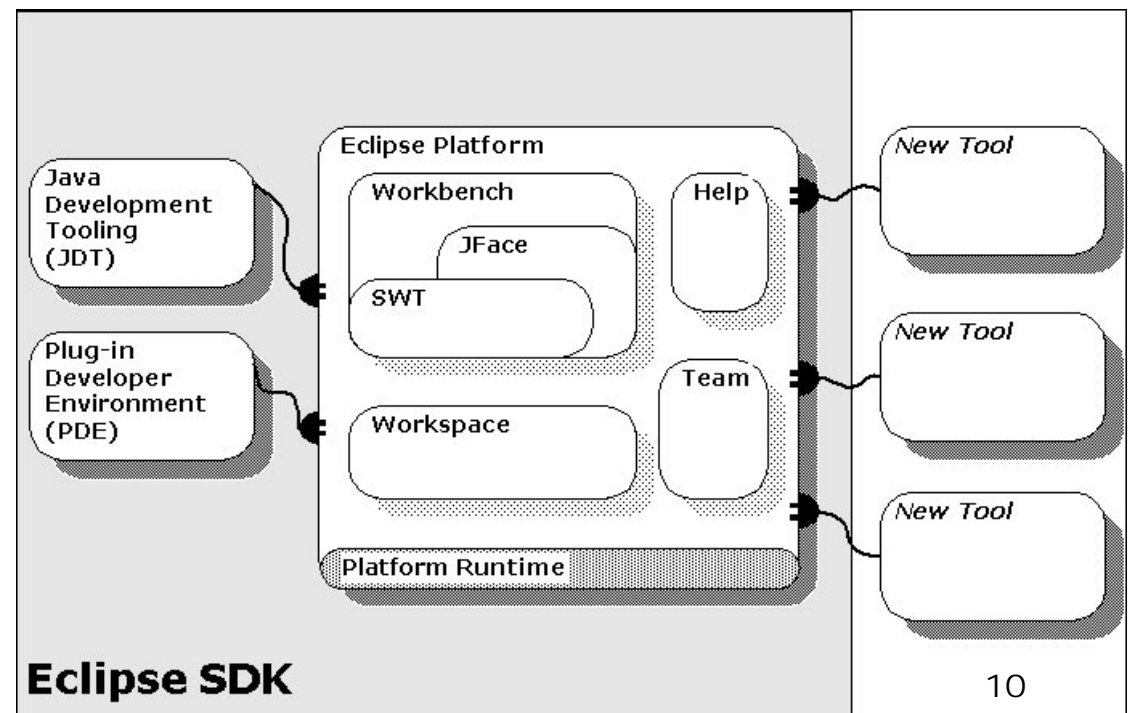 Eclipse Platform
Java
Development
Tooling
(JDT)
Workbench
JFace
SWT
Help
New Tool
Plug-in
Developer
Environment
(PDE)
Workspace
Team
New Tool
New Tool
Platform Runtime
Eclipse SDK
10